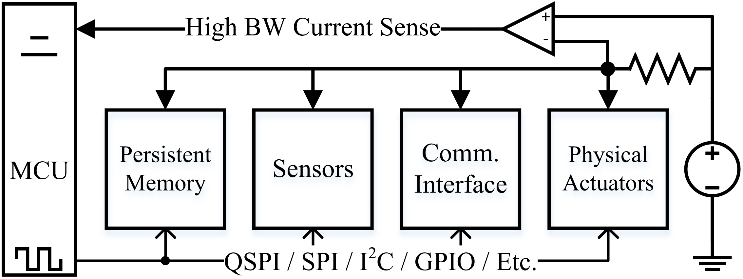 High BW Current Sense
+
-
MCU
Persistent
Memory
Sensors
Comm.
Interface
Physical
Actuators
+
−
QSPI / SPI / I²C / GPIO / Etc.